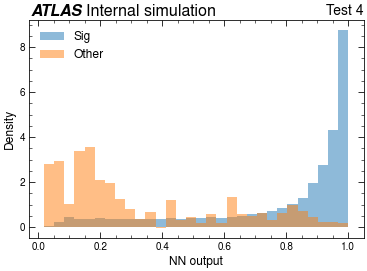 ATLAS Internal simulation
Test 4
Sig
Other
Density
8
6
4
2
0
0.0 0.2 0.4 0.6 0.8 1.0
NN output